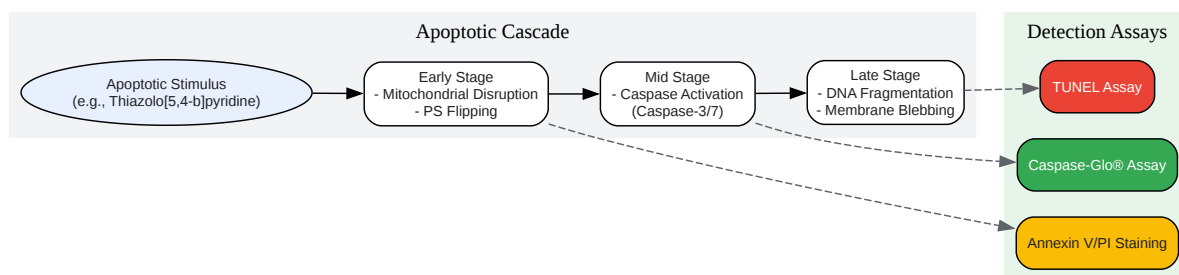 Apoptotic Cascade
Detection Assays
Apoptotic Stimulus
(e.g., Thiazolo[5,4-b]pyridine)
Early Stage
- Mitochondrial Disruption
- PS Flipping
Mid Stage
- Caspase Activation
(Caspase-3/7)
Late Stage
- DNA Fragmentation
- Membrane Blebbing
TUNEL Assay
Caspase-Glo® Assay
Annexin V/PI Staining